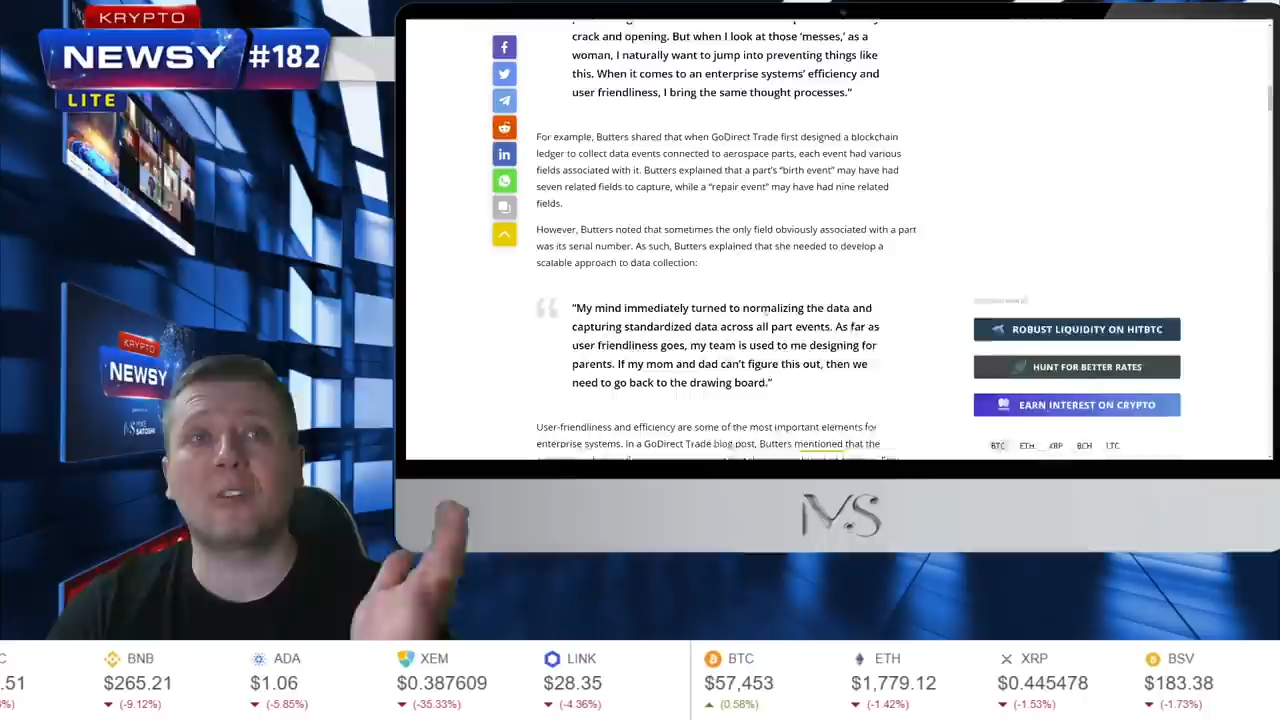 KRYPTO
NEWSY #182
LITE
crack and opening. But when I look at those ‘messes,’ as a
woman, I naturally want to jump into preventing things like
this. When it comes to an enterprise systems’ efficiency and
user friendliness, I bring the same thought processes.”
For example, Butters shared that when GoDirect Trade first designed a blockchain
ledger to collect data events connected to aerospace parts, each event had various
fields associated with it. Butters explained that a part’s “birth event” may have had
seven related fields to capture, while a “repair event” may have had nine related
fields.
However, Butters noted that sometimes the only field obviously associated with a part
was its serial number. As such, Butters explained that she needed to develop a
scalable approach to data collection:
“My mind immediately turned to normalizing the data and
capturing standardized data across all part events. As far as
user friendliness goes, my team is used to me designing for
parents. If my mom and dad can’t figure this out, then we
need to go back to the drawing board.”
User-friendliness and efficiency are some of the most important elements for
enterprise systems. In a GoDirect Trade blog post, Butters mentioned that the
ROBUST LIQUIDITY ON HITBTC
HUNT FOR BETTER RATES
EARN INTEREST ON CRYPTO
BTC ETH XRP BCH LTC
KRYPTO
NEWSY
MS
C BNB ADA XEM LINK BTC ETH XRP BSV
.51 $265.21 $1.06 $0.387609 $28.35 $57,453 $1,779.12 $0.445478 $183.38
(-9.12%) (-5.85%) (-35.33%) (-4.36%) (0.58%) (-1.42%) (-1.53%) (-1.73%)